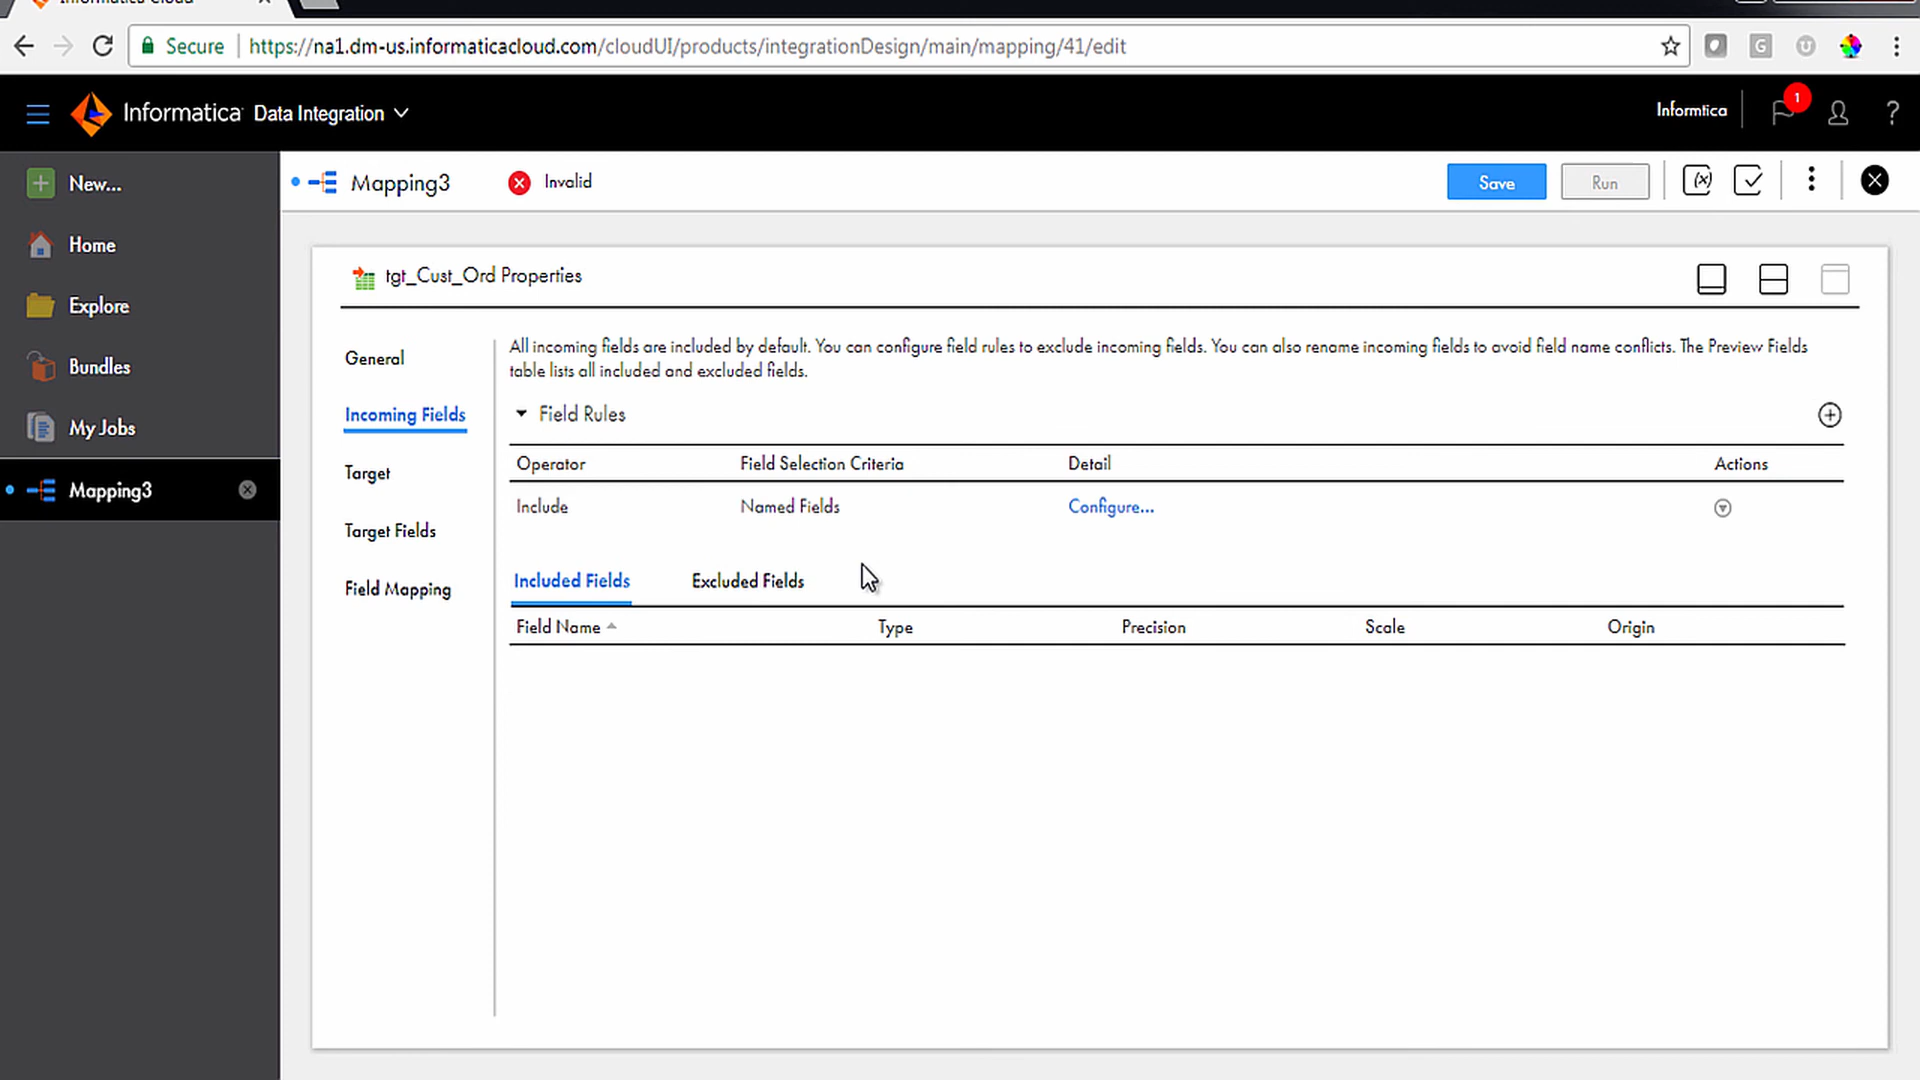 Informatica Cloud
Secure
https://na1.dm-us.informaticacloud.com/cloudUI/products/integrationDesign/main/mapping/41/edit
Informatica Data Integration
Informtica
1
?
New...
Home
Explore
Bundles
My Jobs
Mapping3
Mapping3
Invalid
Save
Run
(x)
tgt_Cust_Ord Properties
General
Incoming Fields
Target
Target Fields
Field Mapping
All incoming fields are included by default. You can configure field rules to exclude incoming fields. You can also rename incoming fields to avoid field name conflicts. The Preview Fields
table lists all included and excluded fields.
Field Rules
Operator Field Selection Criteria Detail Actions
Include Named Fields Configure...
Included Fields Excluded Fields
Field Name Type Precision Scale Origin